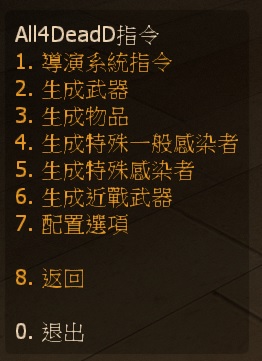 All4DeadD指令
1. 導演系統指令
2. 生成武器
3. 生成物品
4. 生成特殊一般感染者
5. 生成特殊感染者
6. 生成近戰武器
7. 配置選項
8. 返回
0. 退出